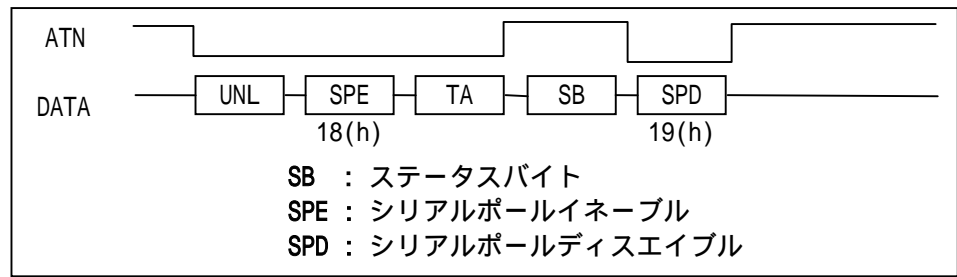 ATN
DATA UNL SPE TA SB SPD
18(h) 19(h)
SB : ステータスバイト
SPE : シリアルポールイネーブル
SPD : シリアルポールディスエイブル